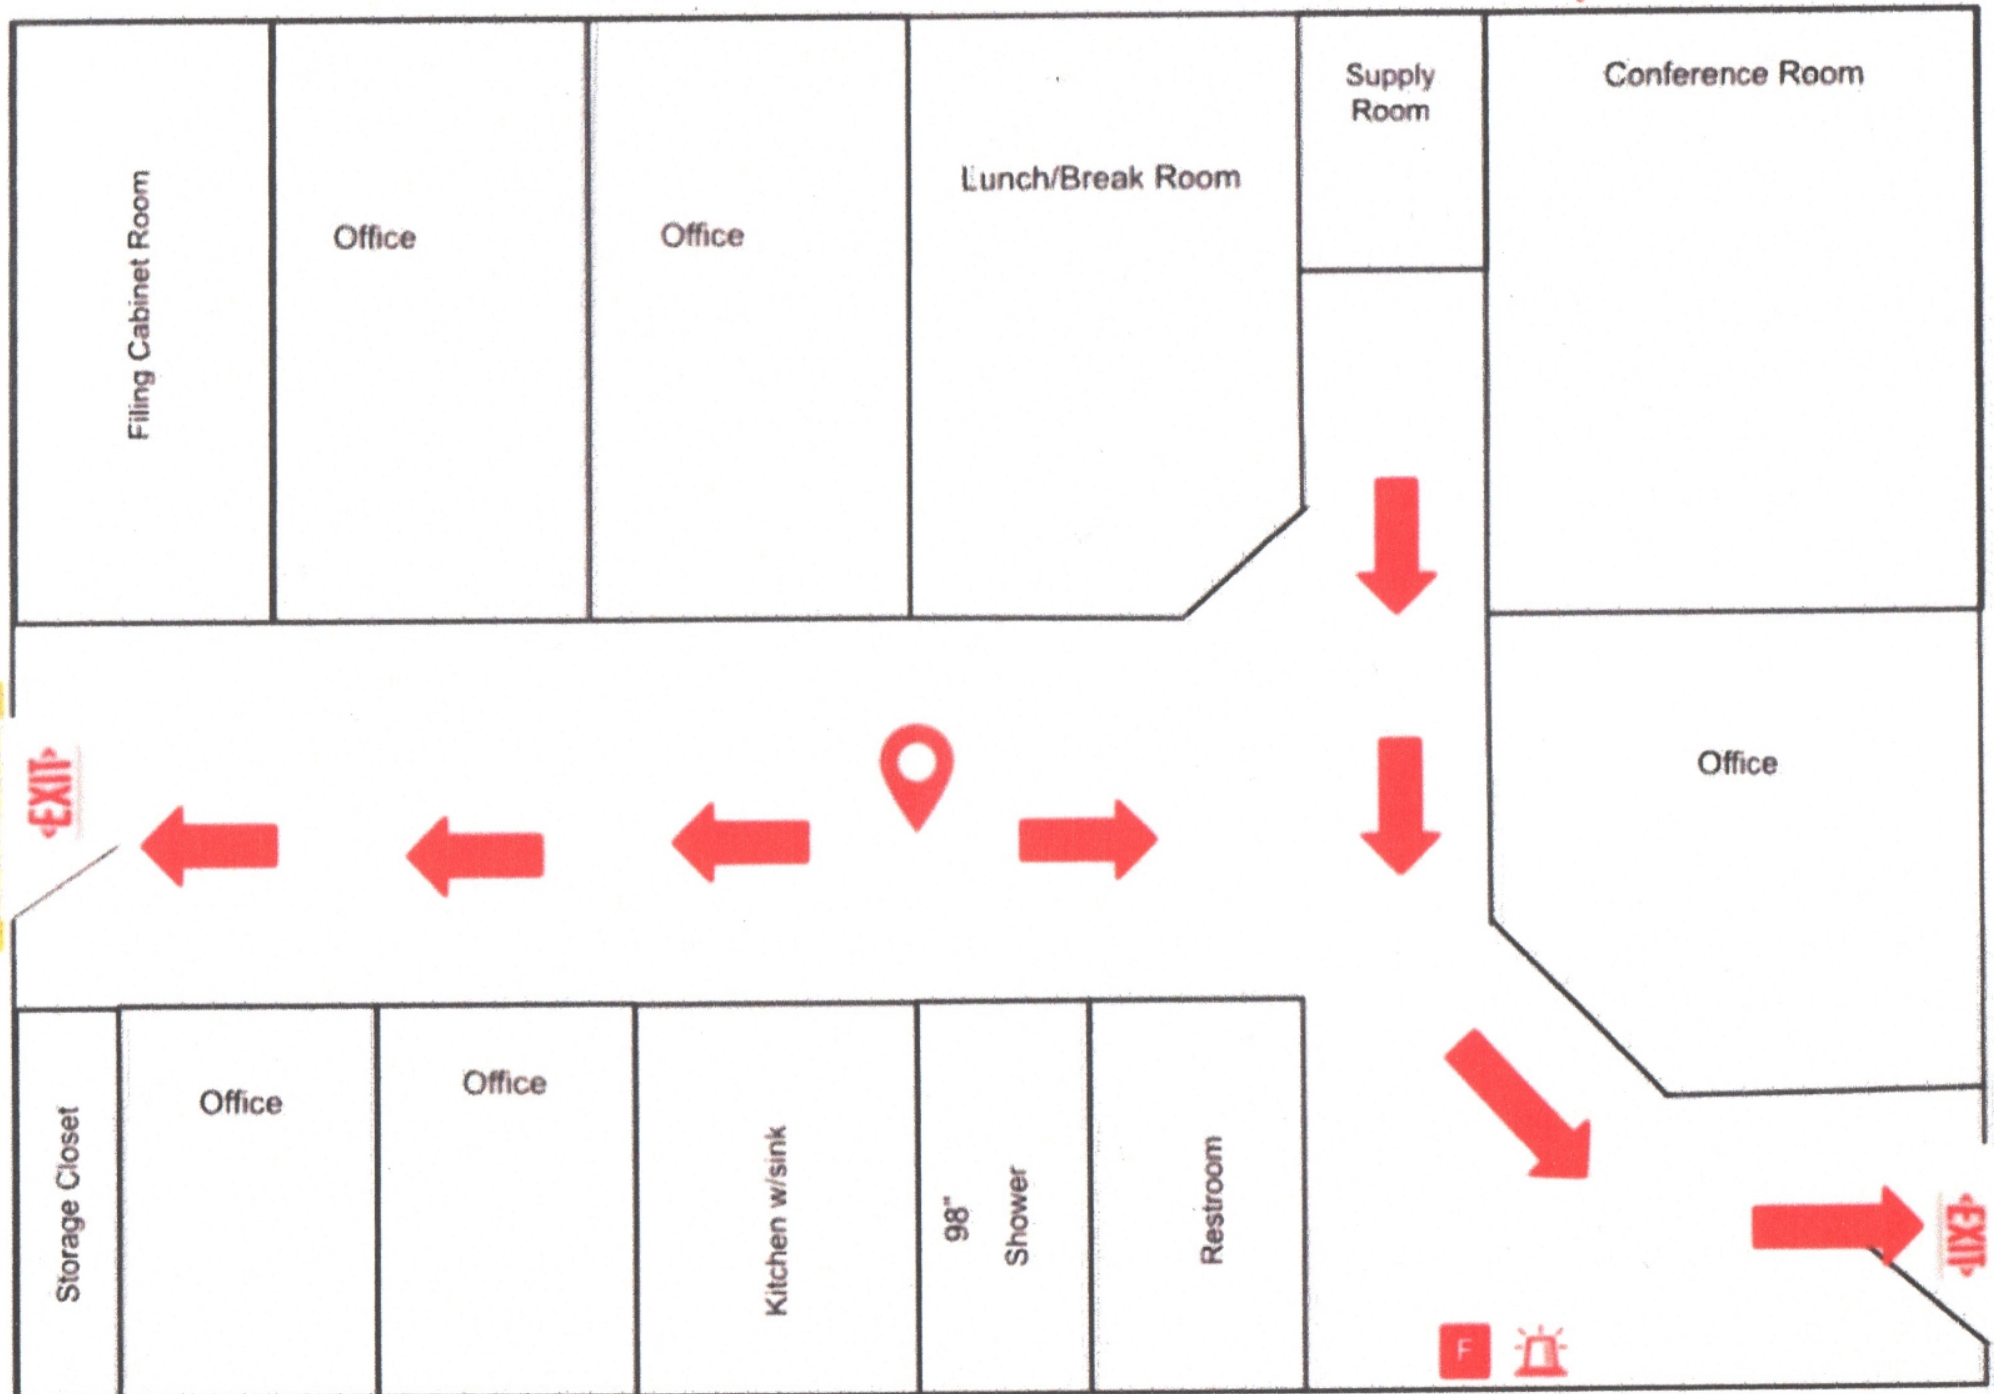 Supply
Room
Conference Room
Lunch/Break Room
Filing Cabinet Room
Office
Office
EXIT
Office
Storage Closet
Office
Office
Kitchen w/sink
98"
Shower
Restroom
EXIT
F